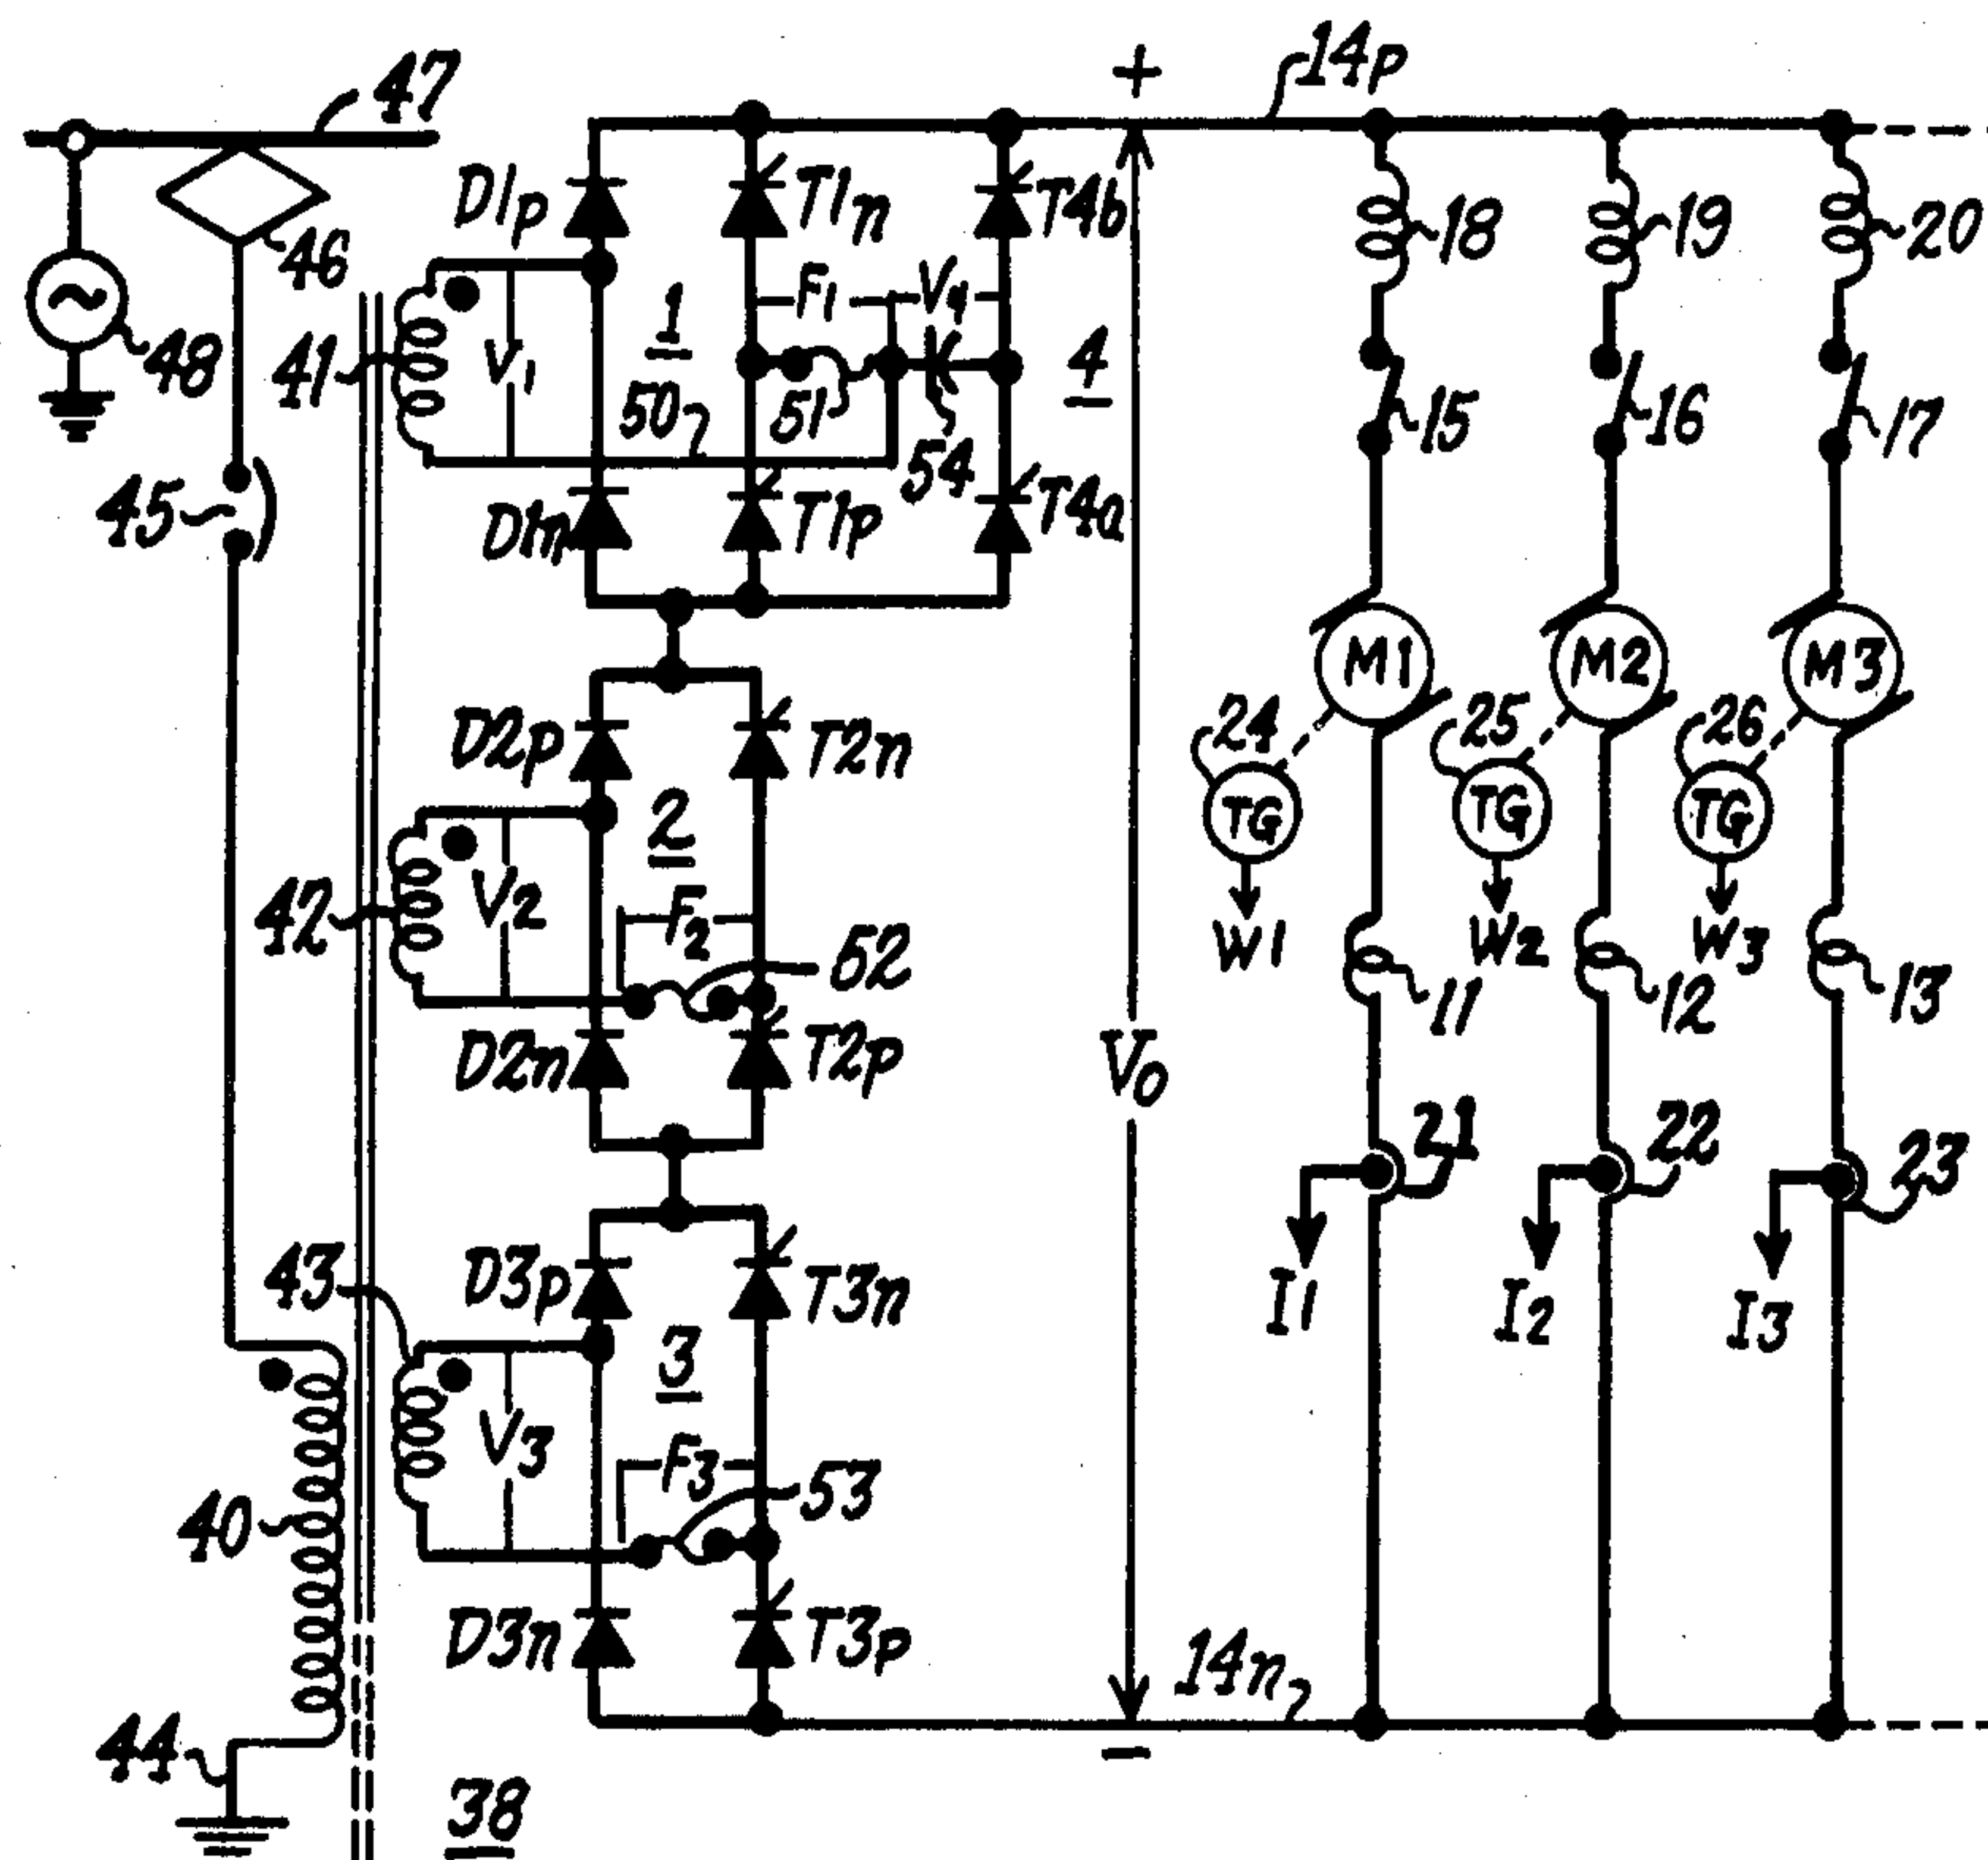 47
+
14p
D1p
T1n
T4b
18
19
20
46
48
41
V1
1
F1
V4
4
50
51
54
15
16
17
45
D1n
T1p
T4a
M1
M2
M3
D2p
T2n
24
25
26
TG
TG
TG
2
42
V2
F2
52
W1
W2
W3
11
12
13
D2n
T2p
Vo
21
22
23
43
D3p
T3n
I1
I2
I3
3
V3
F3
53
40
D3n
T3p
14n
44
−
38